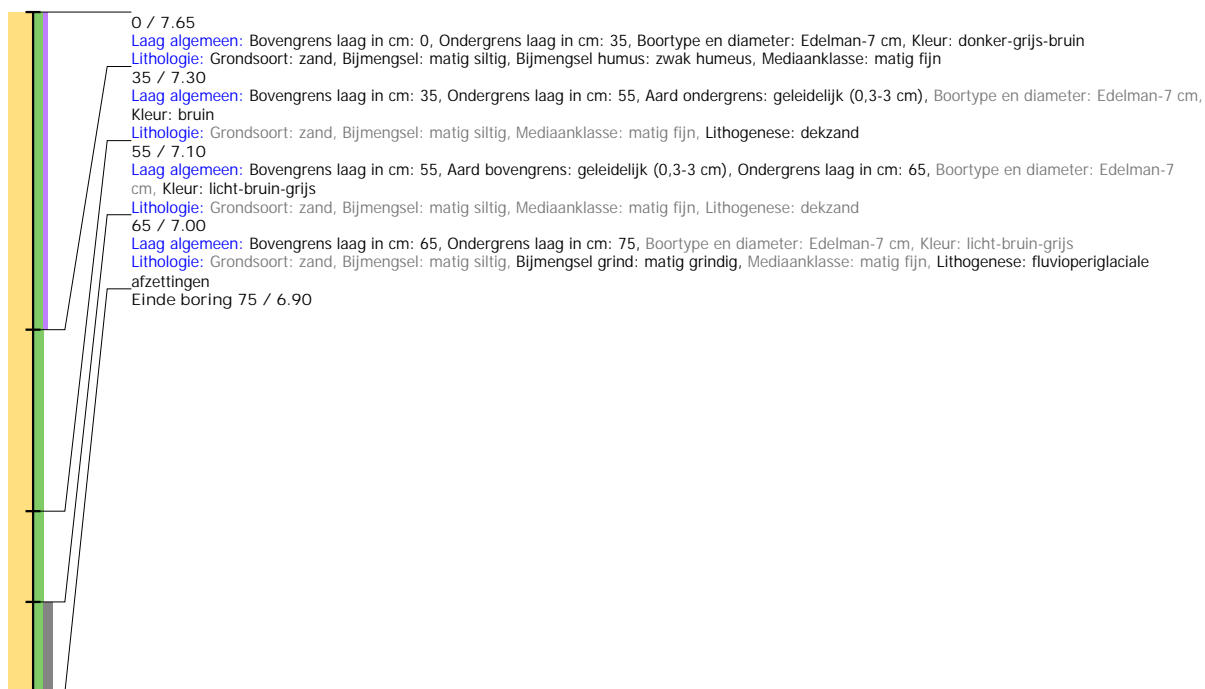 0 / 7.65
Laag algemeen: Bovengrens laag in cm: 0, Ondergrens laag in cm: 35, Boortype en diameter: Edelman-7 cm, Kleur: donker-grijs-bruin
Lithologie: Grondsoort: zand, Bijmengsel: matig siltig, Bijmengsel humus: zwak humeus, Mediaanklasse: matig fijn
35 / 7.30
Laag algemeen: Bovengrens laag in cm: 35, Ondergrens laag in cm: 55, Aard ondergrens: geleidelijk (0,3-3 cm), Boortype en diameter: Edelman-7 cm,
Kleur: bruin
Lithologie: Grondsoort: zand, Bijmengsel: matig siltig, Mediaanklasse: matig fijn, Lithogenese: dekzand
55 / 7.10
Laag algemeen: Bovengrens laag in cm: 55, Aard bovengrens: geleidelijk (0,3-3 cm), Ondergrens laag in cm: 65, Boortype en diameter: Edelman-7
cm, Kleur: licht-bruin-grijs
Lithologie: Grondsoort: zand, Bijmengsel: matig siltig, Mediaanklasse: matig fijn, Lithogenese: dekzand
65 / 7.00
Laag algemeen: Bovengrens laag in cm: 65, Ondergrens laag in cm: 75, Boortype en diameter: Edelman-7 cm, Kleur: licht-bruin-grijs
Lithologie: Grondsoort: zand, Bijmengsel: matig siltig, Bijmengsel grind: matig grindig, Mediaanklasse: matig fijn, Lithogenese: fluvioperiglaciale
afzettingen
Einde boring 75 / 6.90